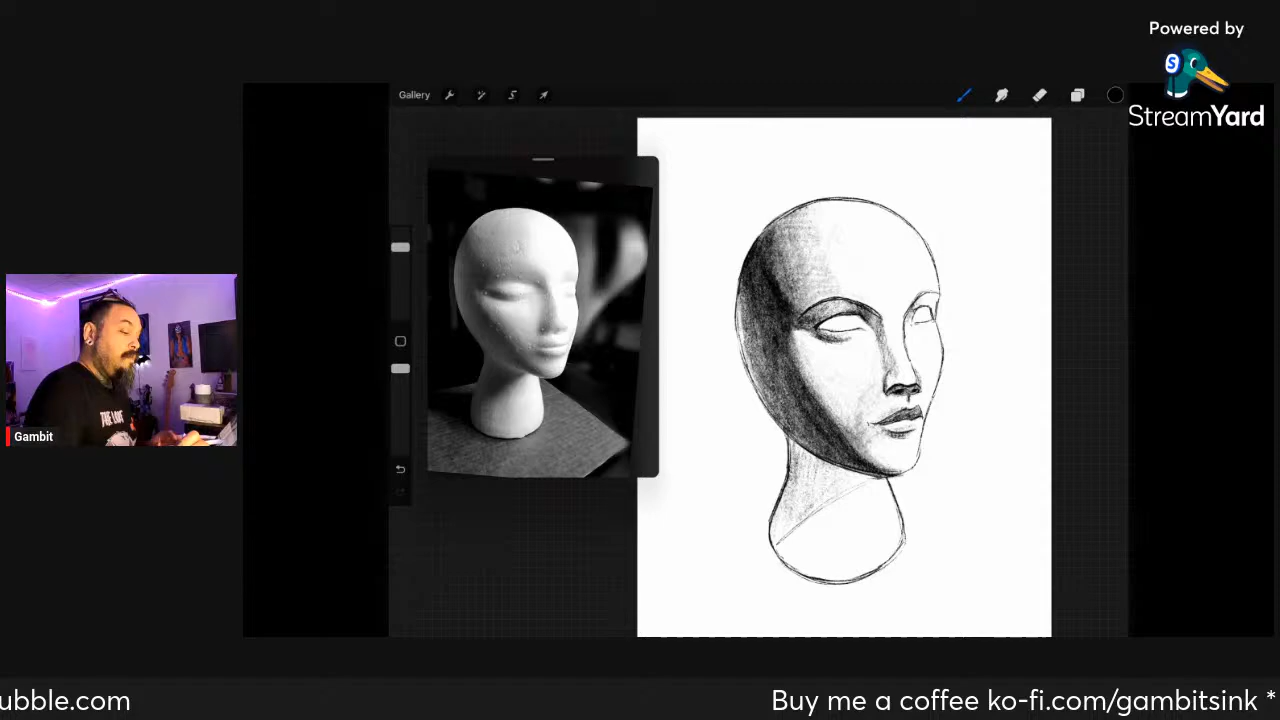 Powered by
StreamYard
Gallery
Gambit
ubble.com
Buy me a coffee ko-fi.com/gambitsink *